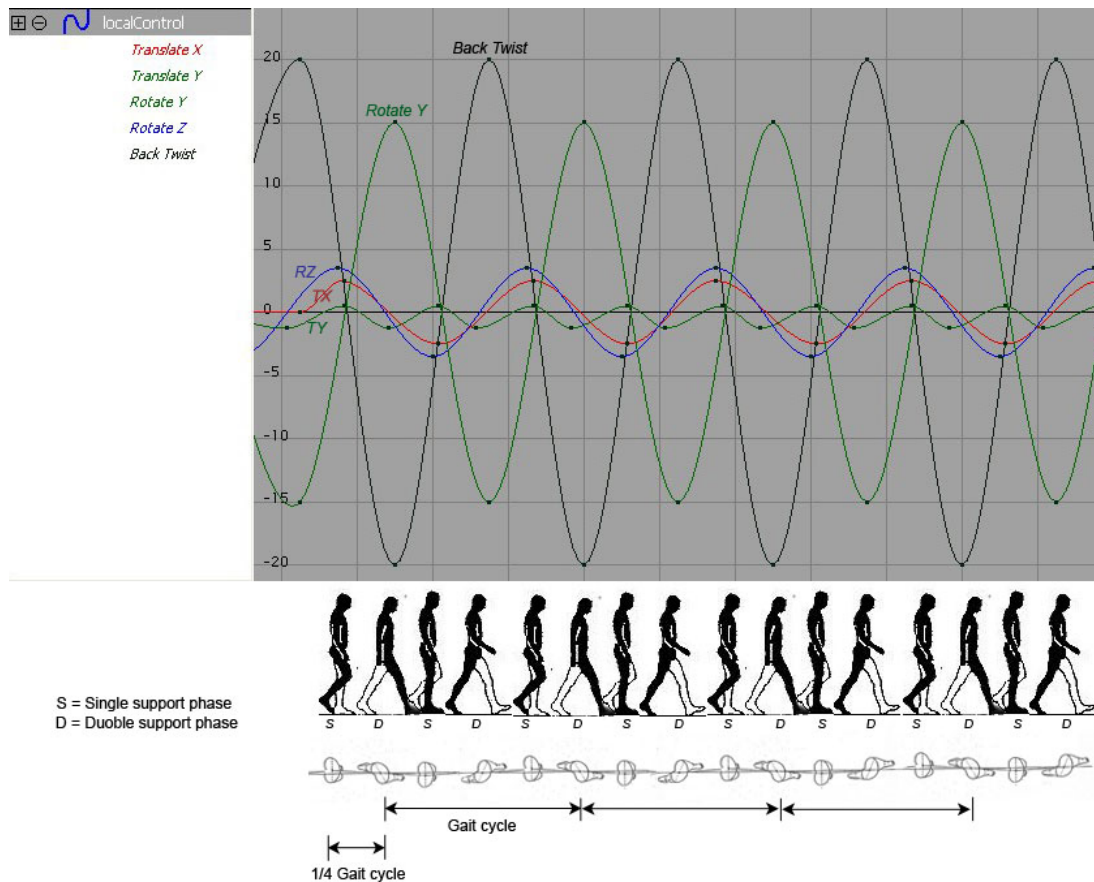 localControl
Translate X
Translate Y
Rotate Y
Rotate Z
Back Twist
Back Twist
20
Rotate Y
15
10
5
RZ
TX
0
TY
-5
-10
-15
-20
S = Single support phase
D = Duoble support phase
S D S D S D S D S D S D S D S D
Gait cycle
1/4 Gait cycle